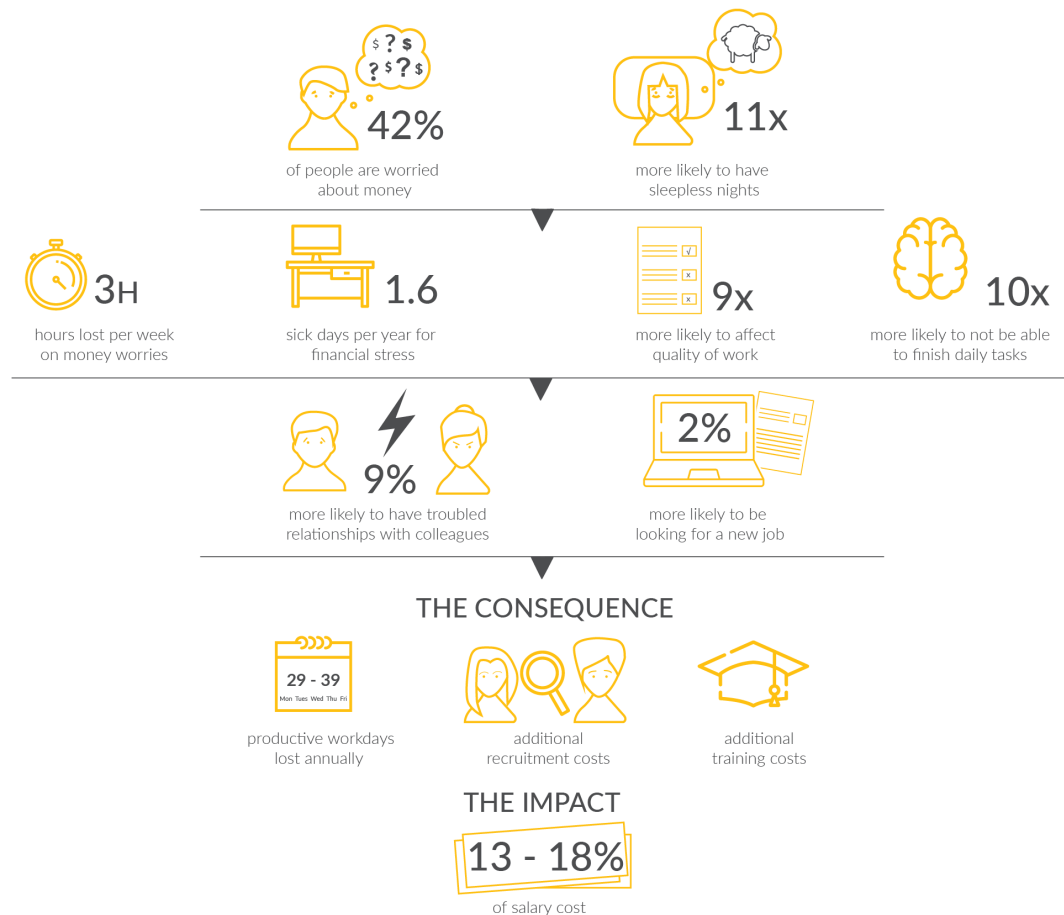 $ ? $
? $ ? $
42%
of people are worried
about money
11x
more likely to have
sleepless nights
3H
hours lost per week
on money worries
1.6
sick days per year for
financial stress
√
x
x
9x
more likely to affect
quality of work
10x
more likely to not be able
to finish daily tasks
9%
more likely to have troubled
relationships with colleagues
2%
more likely to be
looking for a new job
THE CONSEQUENCE
29 - 39
Mon Tues Wed Thu Fri
productive workdays
lost annually
additional
recruitment costs
additional
training costs
THE IMPACT
13 - 18%
of salary cost